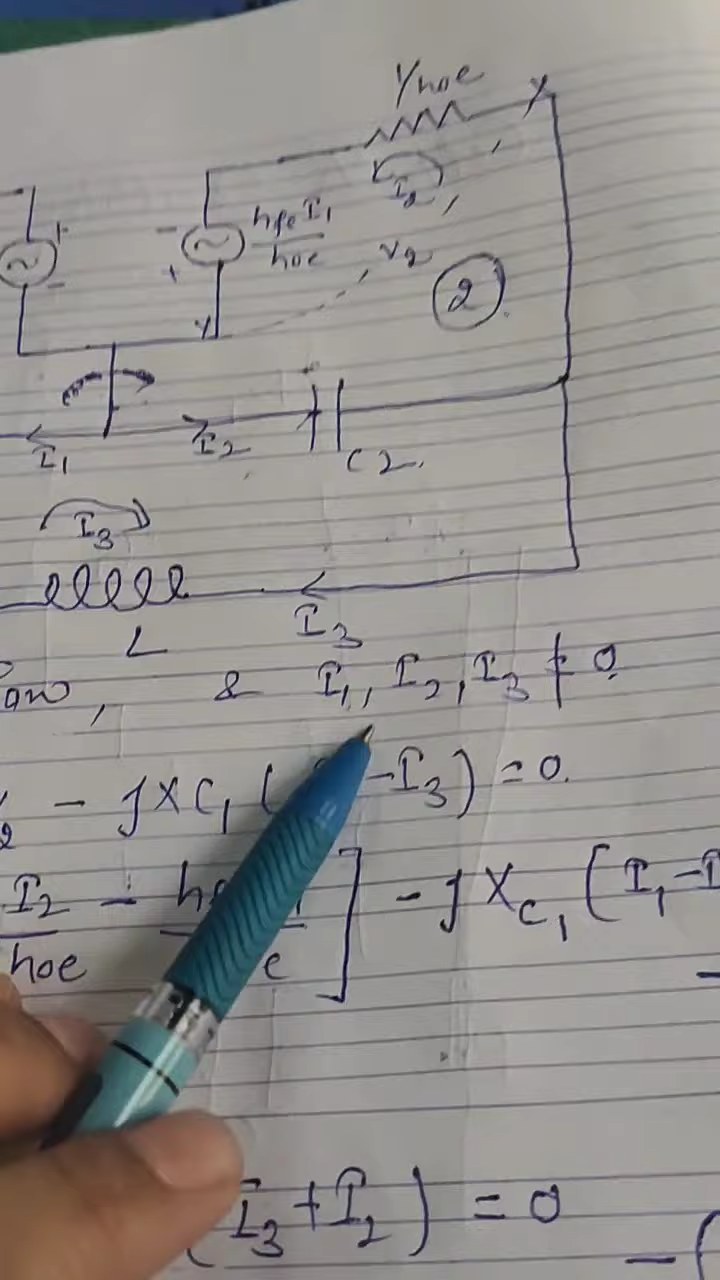 1/hoe
I2
hfe I1
hoe
V2
2
+
-
-
+
I1
I2
C2
I3
L
I3
& I1, I2, I3 ≠ 0
2 - jXC1 ( -I3) = 0
I2
hoe
-
] - jXC1 (I1 -
I3 + I2) = 0